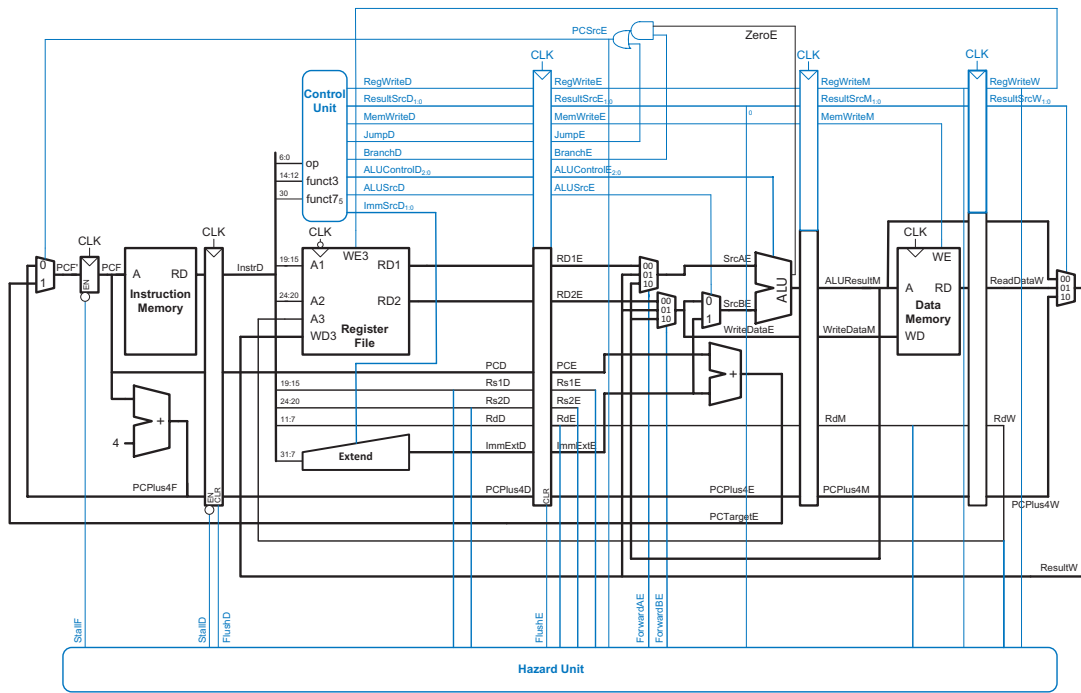 PCSrcE
ZeroE
CLK
CLK
CLK
Control
Unit
RegWriteD
RegWriteE
RegWriteM
RegWriteW
ResultSrcD1:0
ResultSrcE1:0
ResultSrcM1:0
ResultSrcW1:0
0
MemWriteD
MemWriteE
MemWriteM
JumpD
JumpE
BranchD
BranchE
6:0
op
14:12
funct3
30
funct75
ALUControlD2:0
ALUControlE2:0
ALUSrcD
ALUSrcE
ImmSrcD1:0
CLK
CLK
CLK
CLK
0
1
PCF'
PCF
EN
A
RD
Instruction
Memory
InstrD
19:15
A1
WE3
RD1
RD1E
24:20
A2
RD2
RD2E
A3
WD3
Register
File
00
01
10
00
01
10
0
1
SrcAE
SrcBE
WriteDataE
ALU
ALUResultM
WriteDataM
WE
A
RD
Data
Memory
WD
ReadDataW
00
01
10
PCD
PCE
+
19:15
Rs1D
Rs1E
24:20
Rs2D
Rs2E
11:7
RdD
RdE
RdM
RdW
+
4
31:7
Extend
ImmExtD
ImmExtE
PCPlus4F
PCPlus4D
PCPlus4E
PCPlus4M
PCPlus4W
EN
CLR
CLR
PCTargetE
ResultW
StallF
StallD
FlushD
FlushE
ForwardAE
ForwardBE
Hazard Unit